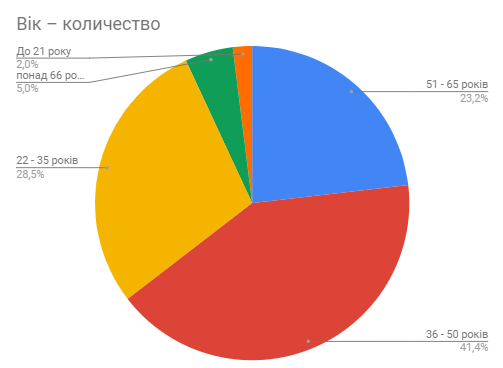 Вік – количество
До 21 року
2,0%
понад 66 ро...
5,0%
22 - 35 років
28,5%
51 - 65 років
23,2%
36 - 50 років
41,4%